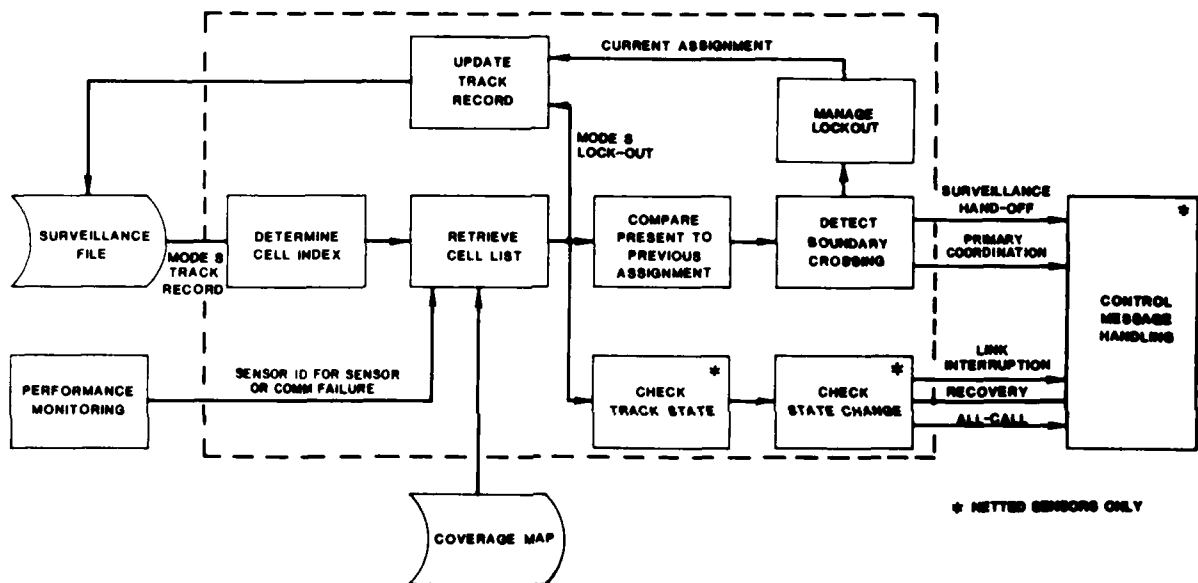 CURRENT ASSIGNMENT
UPDATE
TRACK
RECORD
MANAGE
LOCKOUT
MODE S
LOCK-OUT
SURVEILLANCE
FILE
MODE S
TRACK
RECORD
DETERMINE
CELL INDEX
RETRIEVE
CELL LIST
COMPARE
PRESENT TO
PREVIOUS
ASSIGNMENT
DETECT
BOUNDARY
CROSSING
SURVEILLANCE
HAND-OFF
PRIMARY
COORDINATION
*
CONTROL
MESSAGE
HANDLING
PERFORMANCE
MONITORING
SENSOR ID FOR SENSOR
OR COMM FAILURE
*
CHECK
TRACK STATE
*
CHECK
STATE CHANGE
LINK
INTERRUPTION
RECOVERY
ALL-CALL
COVERAGE MAP
* NETTED SENSORS ONLY